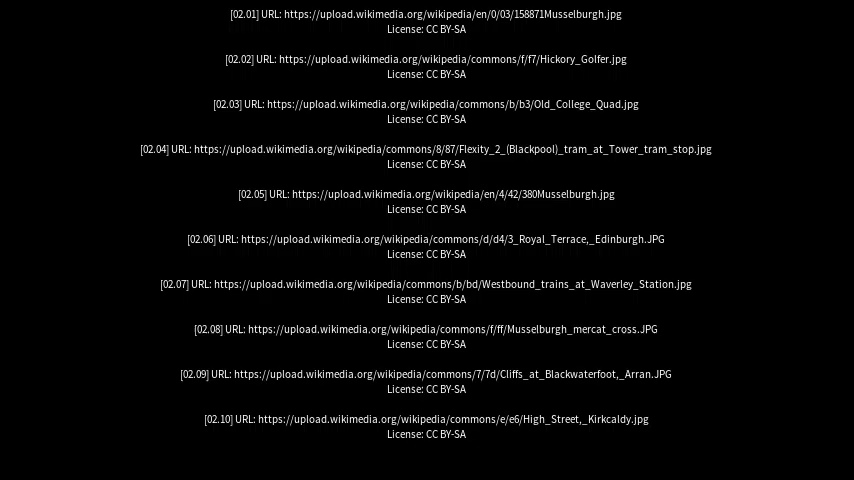 [02.01] URL: https://upload.wikimedia.org/wikipedia/en/0/03/158871Musselburgh.jpg
License: CC BY-SA
[02.02] URL: https://upload.wikimedia.org/wikipedia/commons/f/f7/Hickory_Golfer.jpg
License: CC BY-SA
[02.03] URL: https://upload.wikimedia.org/wikipedia/commons/b/b3/Old_College_Quad.jpg
License: CC BY-SA
[02.04] URL: https://upload.wikimedia.org/wikipedia/commons/8/87/Flexity_2_(Blackpool)_tram_at_Tower_tram_stop.jpg
License: CC BY-SA
[02.05] URL: https://upload.wikimedia.org/wikipedia/en/4/42/380Musselburgh.jpg
License: CC BY-SA
[02.06] URL: https://upload.wikimedia.org/wikipedia/commons/d/d4/3_Royal_Terrace,_Edinburgh.JPG
License: CC BY-SA
[02.07] URL: https://upload.wikimedia.org/wikipedia/commons/b/bd/Westbound_trains_at_Waverley_Station.jpg
License: CC BY-SA
[02.08] URL: https://upload.wikimedia.org/wikipedia/commons/f/ff/Musselburgh_mercat_cross.JPG
License: CC BY-SA
[02.09] URL: https://upload.wikimedia.org/wikipedia/commons/7/7d/Cliffs_at_Blackwaterfoot,_Arran.JPG
License: CC BY-SA
[02.10] URL: https://upload.wikimedia.org/wikipedia/commons/e/e6/High_Street,_Kirkcaldy.jpg
License: CC BY-SA